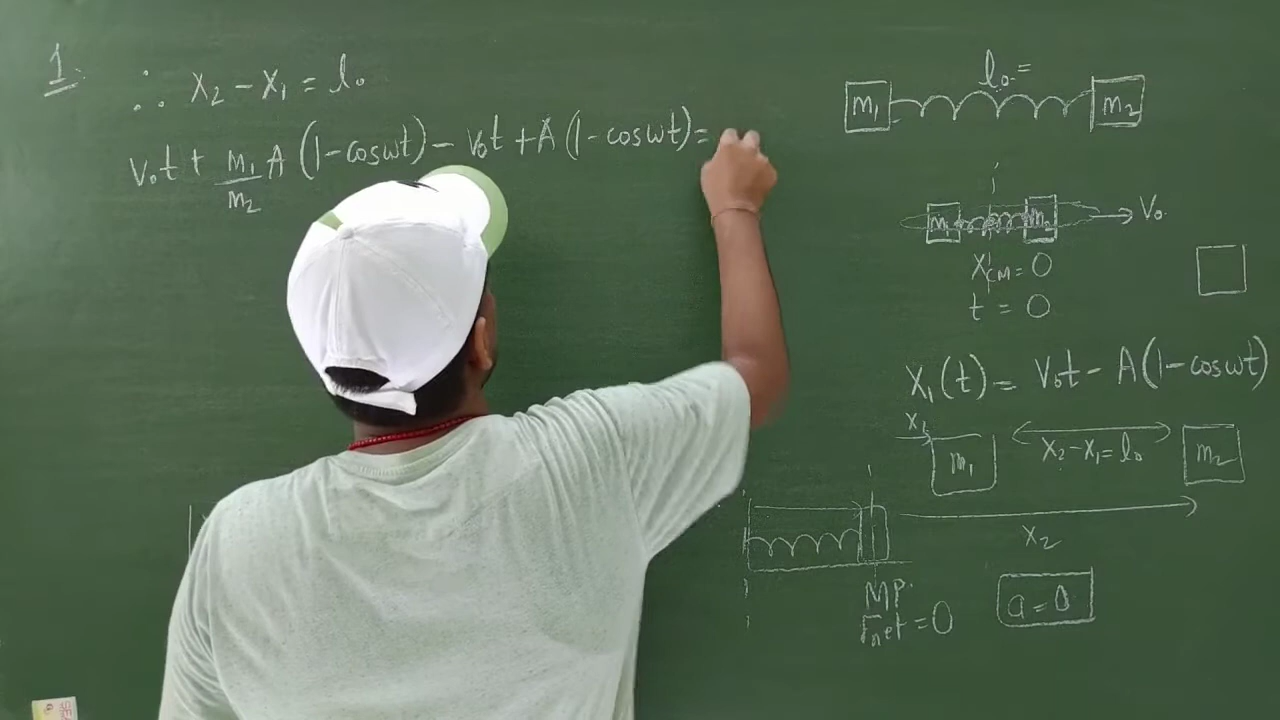 1.
∴ x₂ - x₁ = l₀
V₀t + m₁/m₂ A (1-cosωt) - V₀t + A (1-cosωt) =
l₀ =
m₁ m₂
m₁ m₂ V₀
x_CM = 0
t = 0
x₁(t) = V₀t - A(1-cosωt)
x₁
m₁ x₂-x₁=l₀ m₂
x₂
M.P.
F_net = 0
a = 0